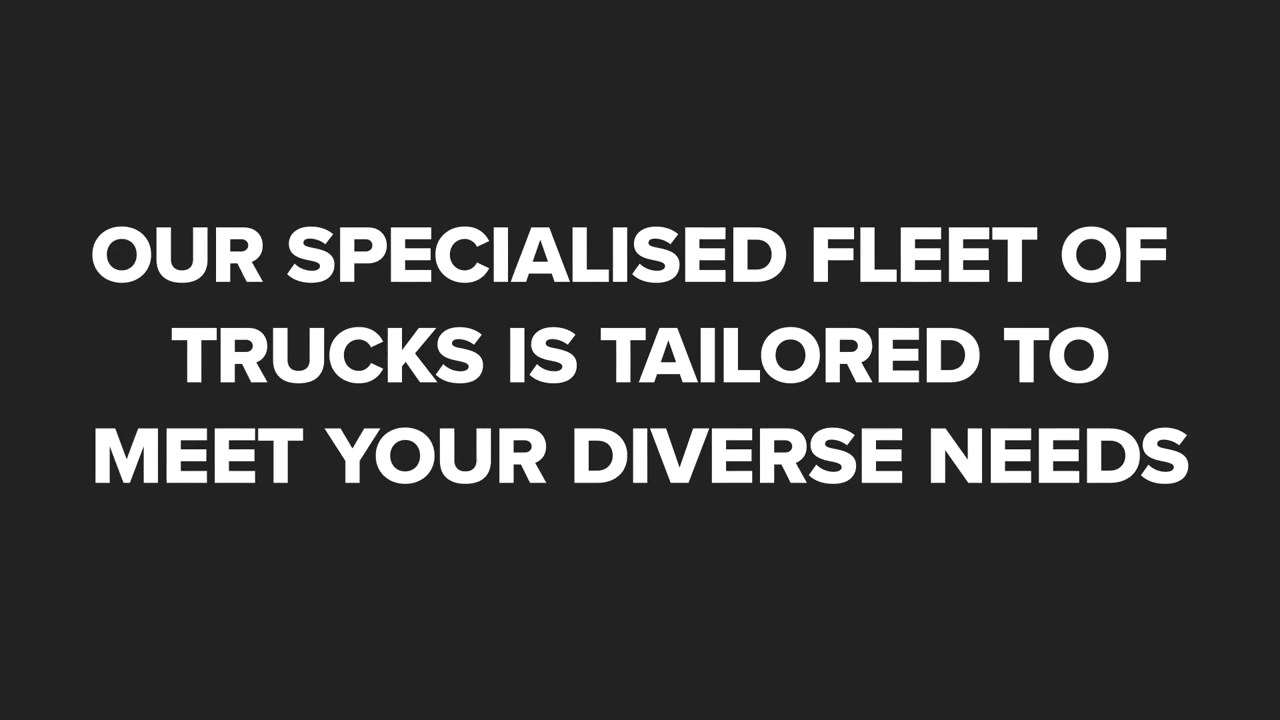 OUR SPECIALISED FLEET OF
TRUCKS IS TAILORED TO
MEET YOUR DIVERSE NEEDS